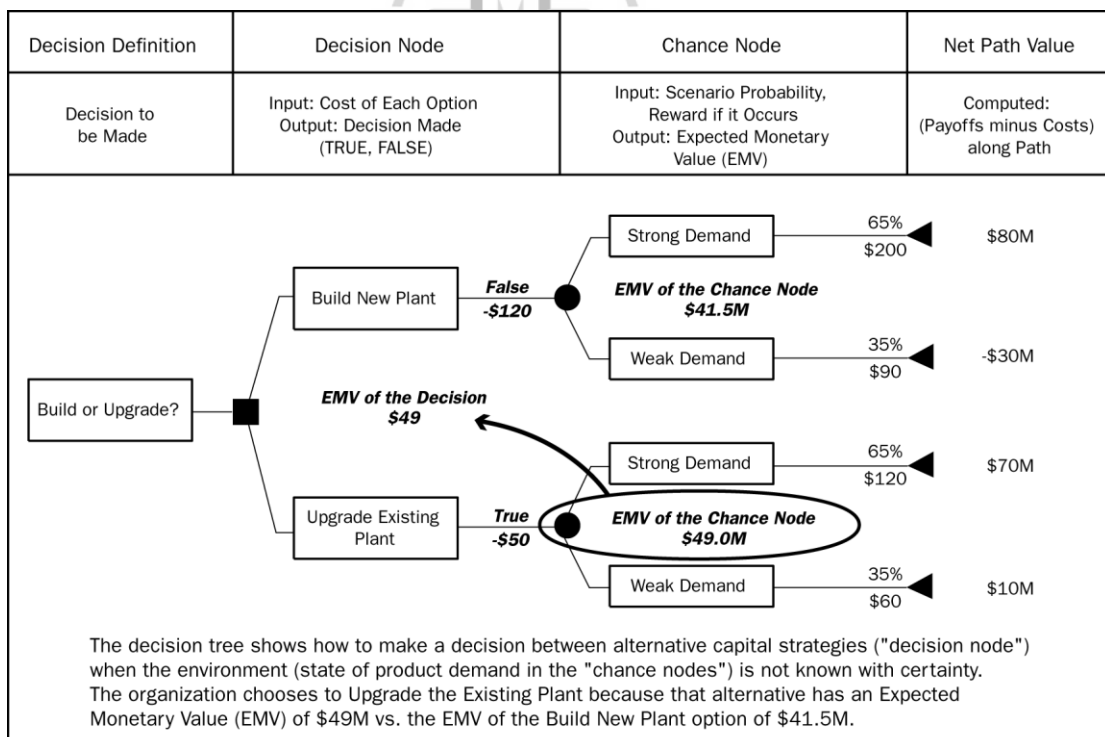 Decision Definition
Decision Node
Chance Node
Net Path Value
Decision to
be Made
Input: Cost of Each Option
Output: Decision Made
(TRUE, FALSE)
Input: Scenario Probability,
Reward if it Occurs
Output: Expected Monetary
Value (EMV)
Computed:
(Payoffs minus Costs)
along Path
Build or Upgrade?
Build New Plant
False
-$120
Strong Demand
65%
$200
$80M
EMV of the Chance Node
$41.5M
Weak Demand
35%
$90
-$30M
EMV of the Decision
$49
Upgrade Existing
Plant
True
-$50
Strong Demand
65%
$120
$70M
EMV of the Chance Node
$49.0M
Weak Demand
35%
$60
$10M
The decision tree shows how to make a decision between alternative capital strategies ("decision node")
when the environment (state of product demand in the "chance nodes") is not known with certainty.
The organization chooses to Upgrade the Existing Plant because that alternative has an Expected
Monetary Value (EMV) of $49M vs. the EMV of the Build New Plant option of $41.5M.